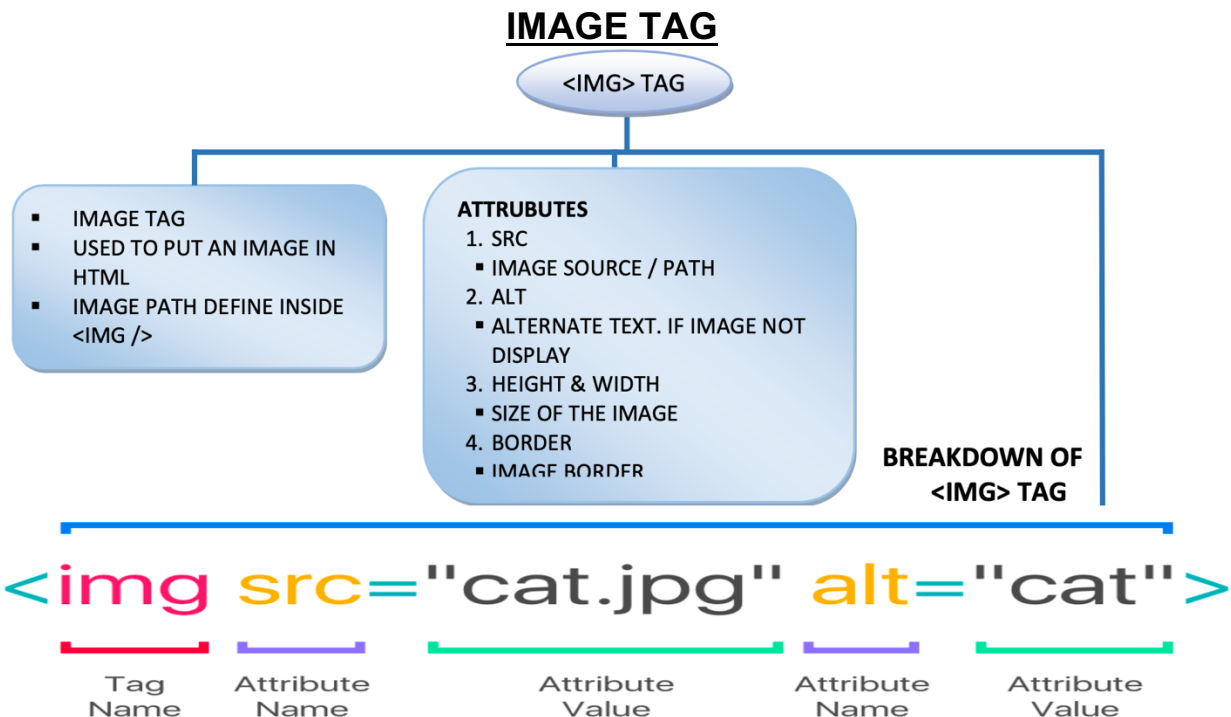 IMAGE TAG
<IMG> TAG
▪ IMAGE TAG
▪ USED TO PUT AN IMAGE IN
HTML
▪ IMAGE PATH DEFINE INSIDE
<IMG />
ATTRUBUTES
1. SRC
▪ IMAGE SOURCE / PATH
2. ALT
▪ ALTERNATE TEXT. IF IMAGE NOT
DISPLAY
3. HEIGHT & WIDTH
▪ SIZE OF THE IMAGE
4. BORDER
▪ IMAGE BORDER
BREAKDOWN OF
<IMG> TAG
<img src="cat.jpg" alt="cat">
Tag Attribute Attribute Attribute Attribute
Name Name Value Name Value